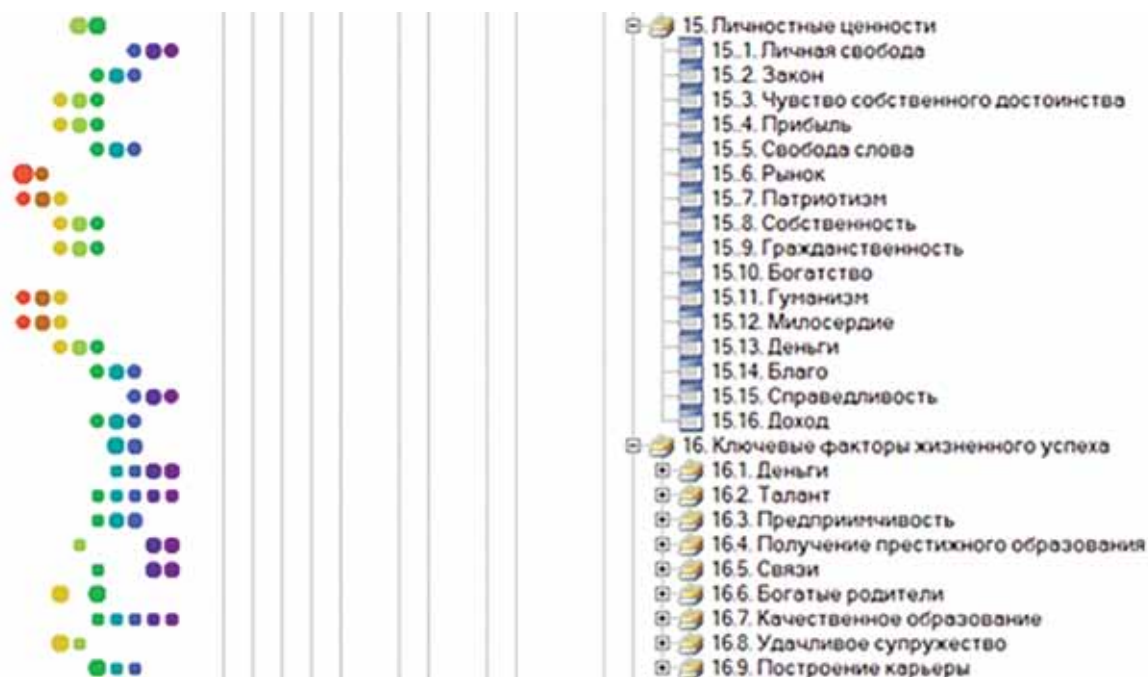 15. Личностные ценности
15..1. Личная свобода
15..2. Закон
15..3. Чувство собственного достоинства
15..4. Прибыль
15..5. Свобода слова
15..6. Рынок
15..7. Патриотизм
15..8. Собственность
15..9. Гражданственность
15.10. Богатство
15.11. Гуманизм
15.12. Милосердие
15.13. Деньги
15.14. Благо
15.15. Справедливость
15.16. Доход
16. Ключевые факторы жизненного успеха
16.1. Деньги
16.2. Талант
16.3. Предприимчивость
16.4. Получение престижного образования
16.5. Связи
16.6. Богатые родители
16.7. Качественное образование
16.8. Удачливое супружество
16.9. Построение карьеры